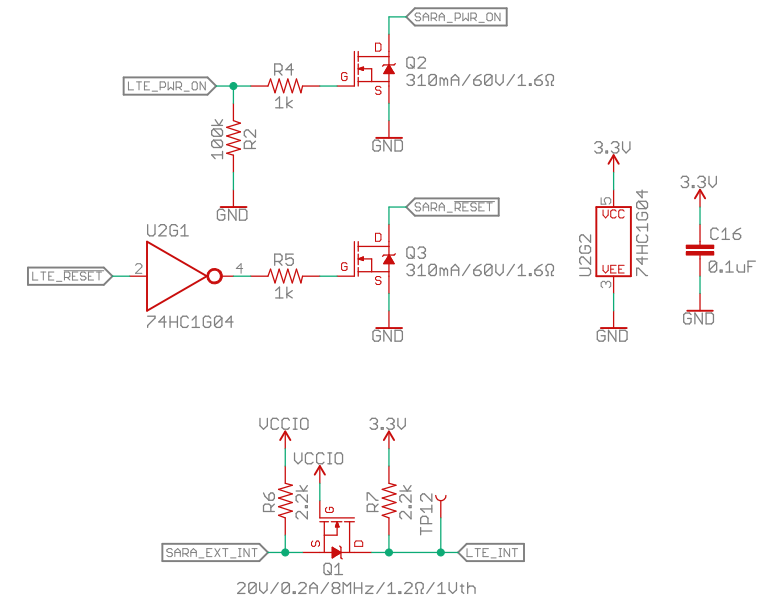 SARA_PWR_ON
D
Q2
310mA/60V/1.6Ω
G
S
LTE_PWR_ON
R4
1k
100k
R2
GND
GND
3.3V
5
VCC
U2G2
74HC1G04
VEE
3
GND
3.3V
C16
0.1uF
GND
SARA_RESET
D
Q3
310mA/60V/1.6Ω
G
S
U2G1
LTE_RESET
2
4
74HC1G04
R5
1k
GND
VCCIO
3.3V
VCCIO
R6
2.2k
G
R7
2.2k
TP12
SARA_EXT_INT
S
D
LTE_INT
Q1
20V/0.2A/8MHz/1.2Ω/1Vth